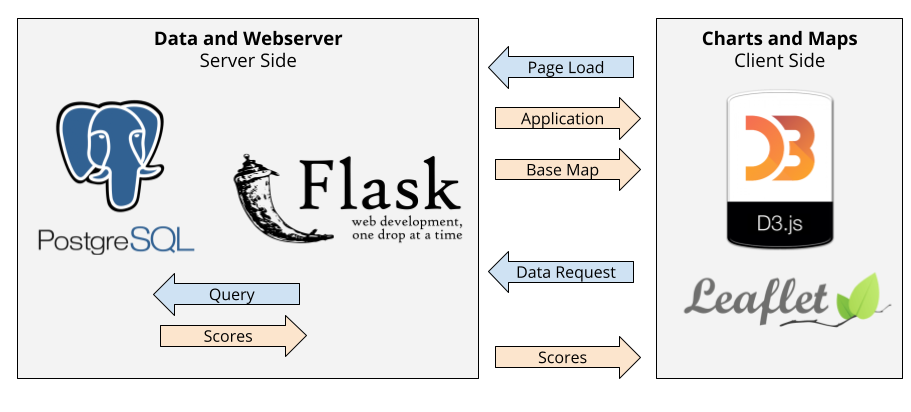 Data and Webserver
Server Side
PostgreSQL
Flask
web development,
one drop at a time
Query
Scores
Page Load
Application
Base Map
Data Request
Scores
Charts and Maps
Client Side
D3
D3.js
Leaflet